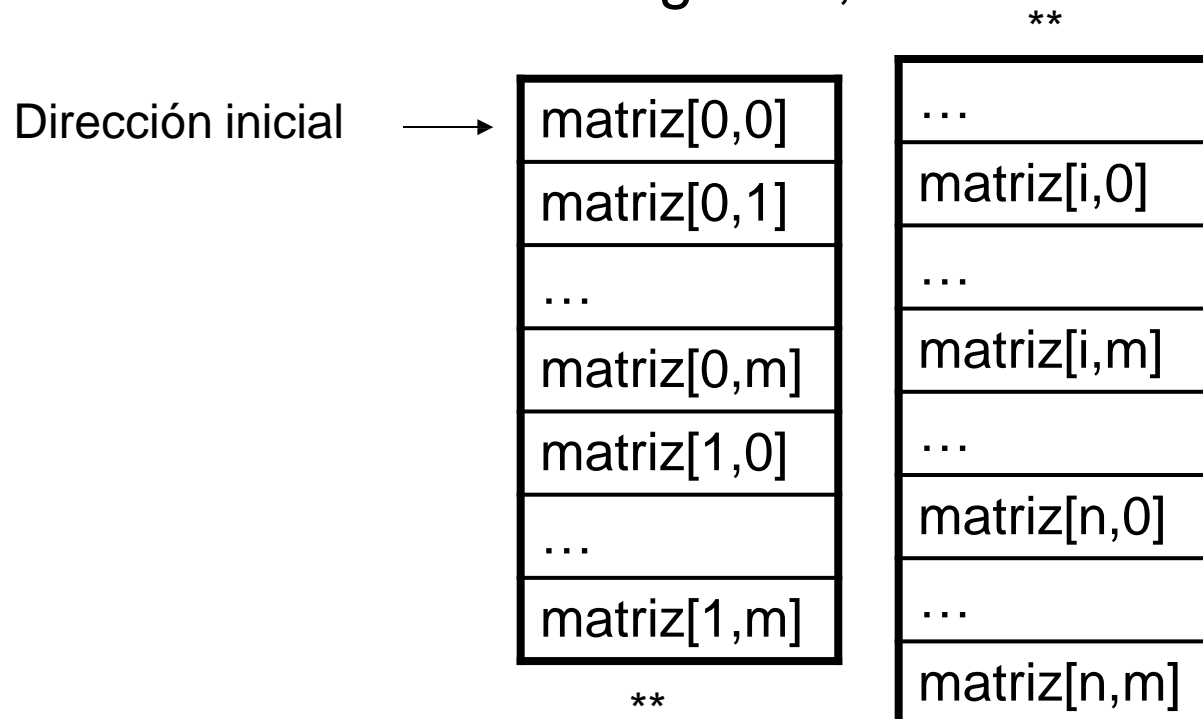 Dirección inicial
matriz[0,0]
matriz[0,1]
…
matriz[0,m]
matriz[1,0]
…
matriz[1,m]
**
**
…
matriz[i,0]
…
matriz[i,m]
…
matriz[n,0]
…
matriz[n,m]